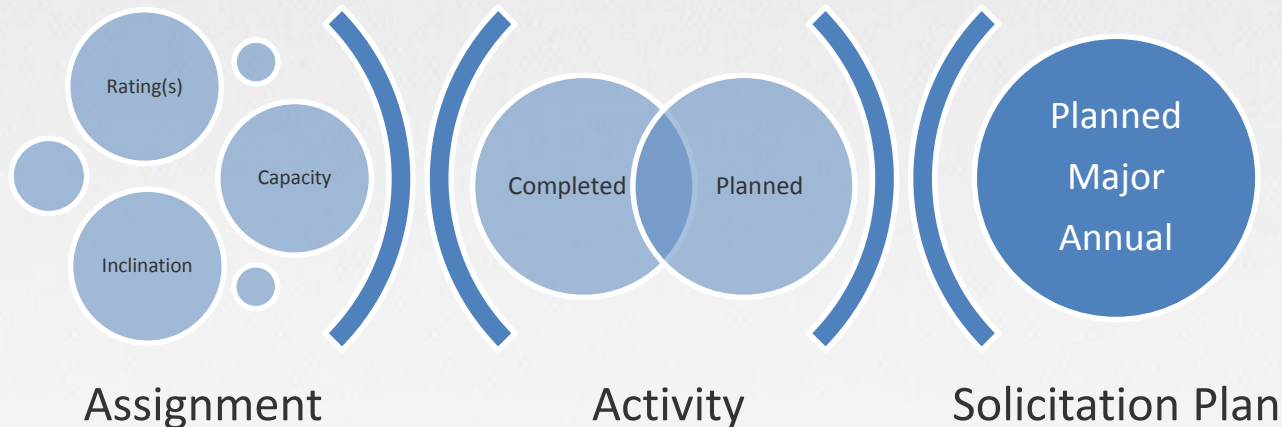 Rating(s)
Capacity
Inclination
Completed
Planned
Planned
Major
Annual
Assignment
Activity
Solicitation Plan